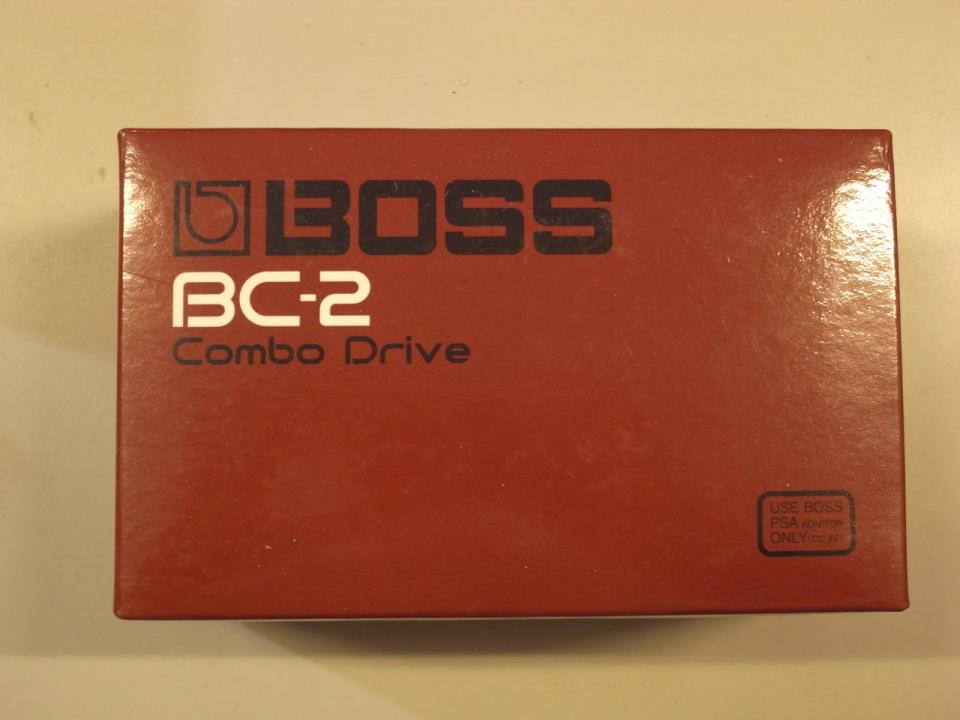 BOSS
BC-2
Combo Drive
USE BOSS
PSA ADAPTOR
ONLY (DC 9V)